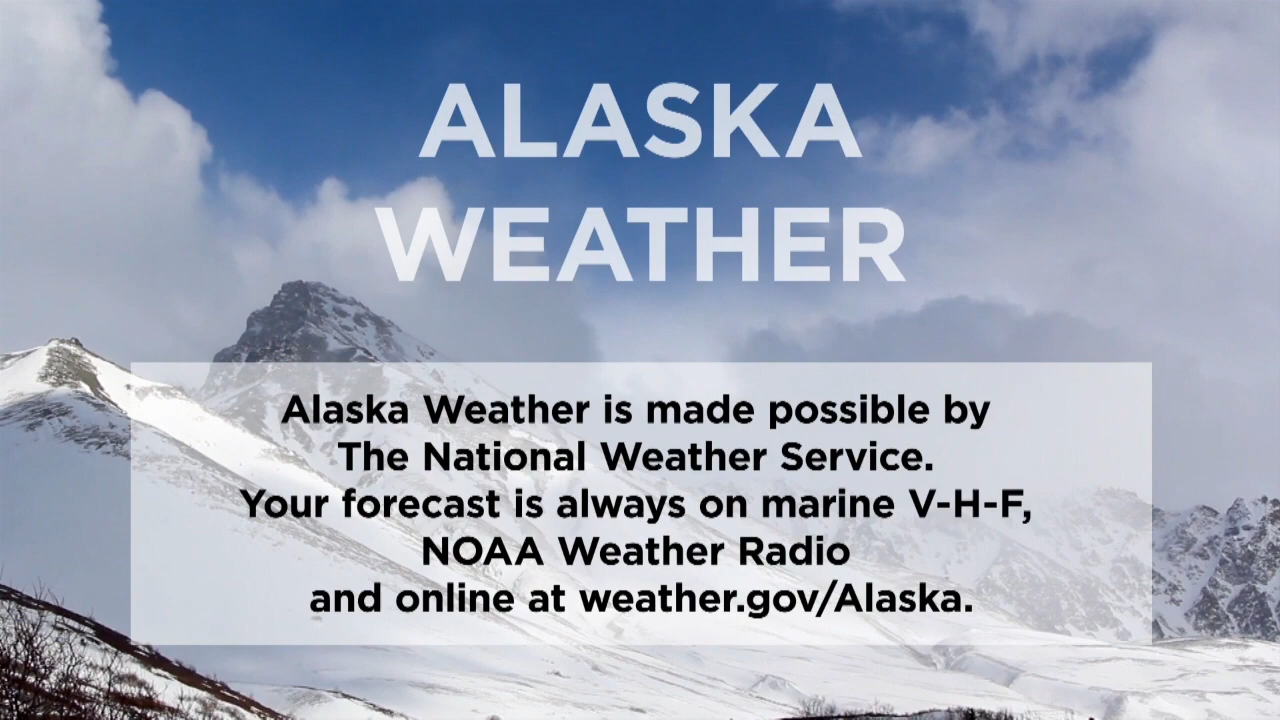 ALASKA
WEATHER
Alaska Weather is made possible by
The National Weather Service.
Your forecast is always on marine V-H-F,
NOAA Weather Radio
and online at weather.gov/Alaska.